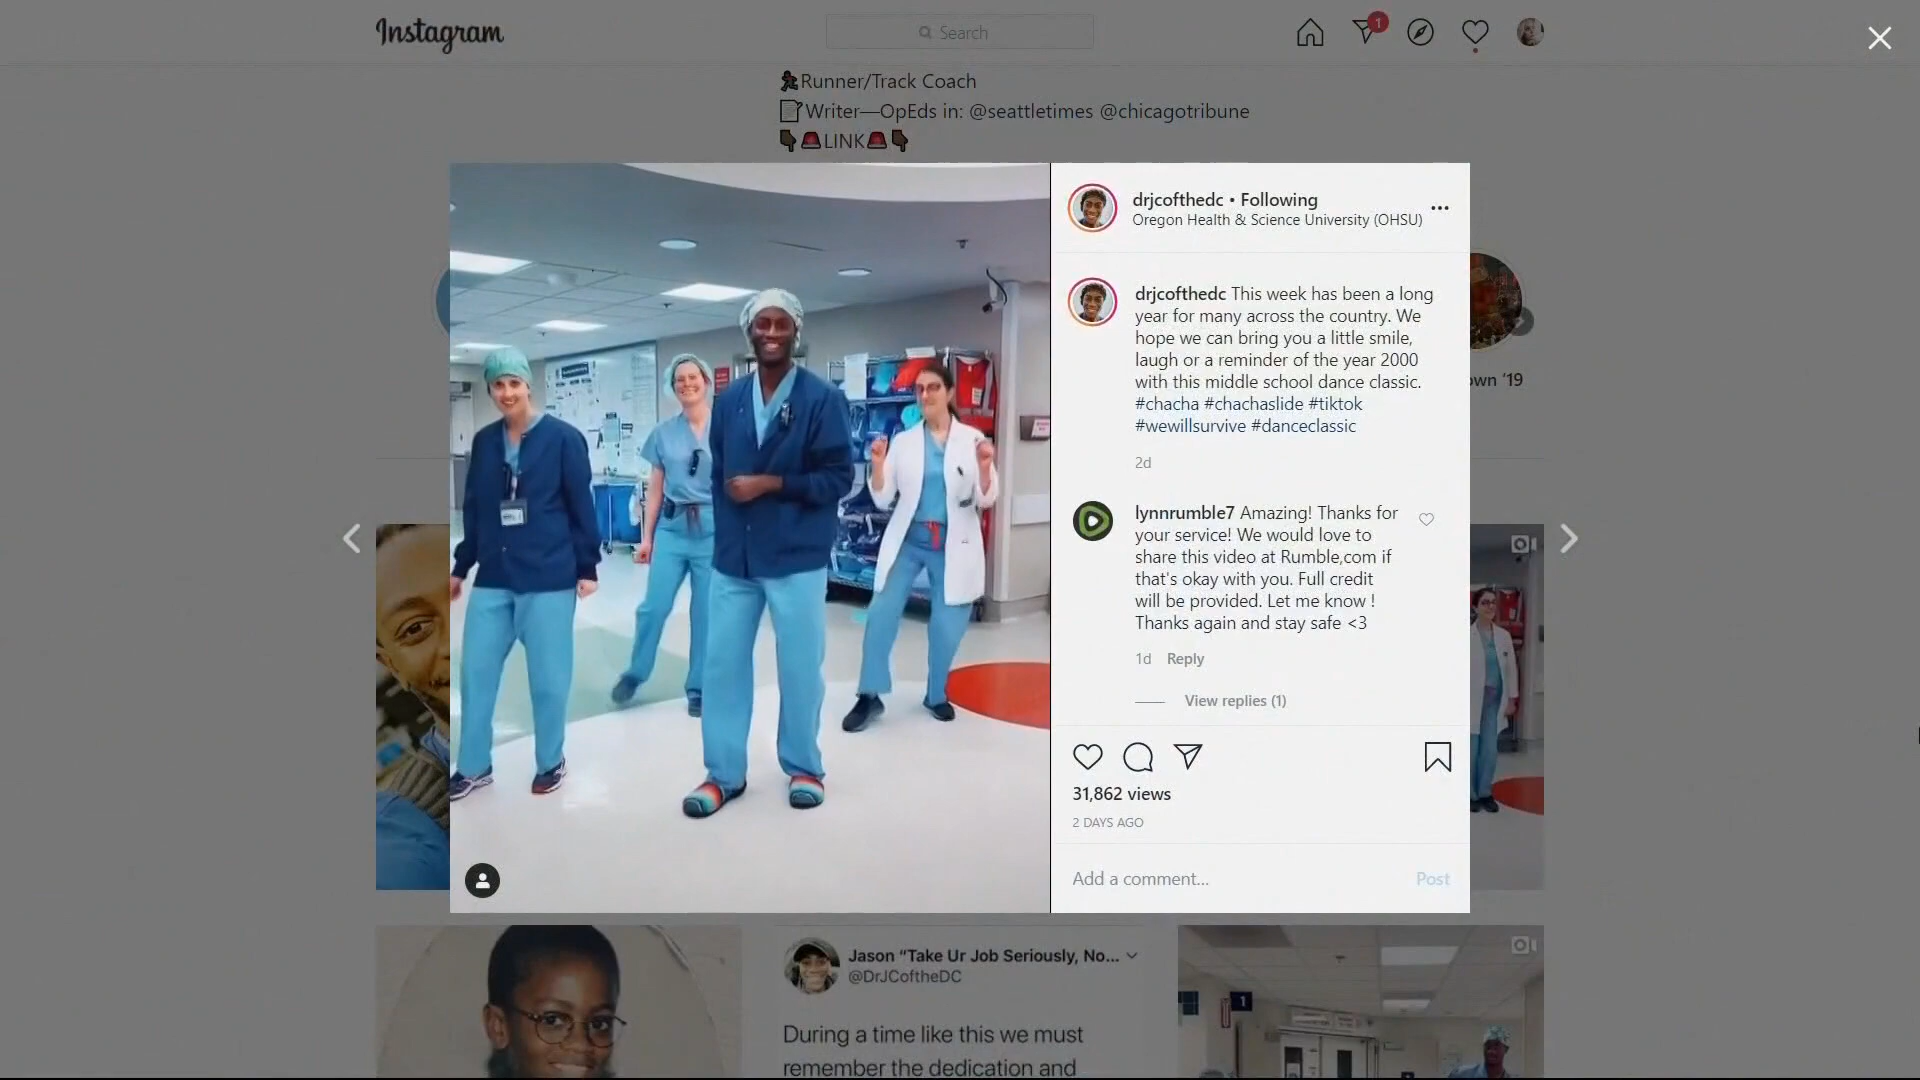 Instagram
Search
1
Runner/Track Coach
Writer—OpEds in: @seattletimes @chicagotribune
LINK
drjcofthedc • Following
Oregon Health & Science University (OHSU)
drjcofthedc This week has been a long
year for many across the country. We
hope we can bring you a little smile,
laugh or a reminder of the year 2000
with this middle school dance classic.
#chacha #chachaslide #tiktok
#wewillsurvive #danceclassic
2d
own '19
lynnrumble7 Amazing! Thanks for
your service! We would love to
share this video at Rumble,com if
that's okay with you. Full credit
will be provided. Let me know !
Thanks again and stay safe <3
1d Reply
View replies (1)
31,862 views
2 DAYS AGO
Add a comment... Post
Jason “Take Ur Job Seriously, No...
@DrJCoftheDC
During a time like this we must
remember the dedication and
1